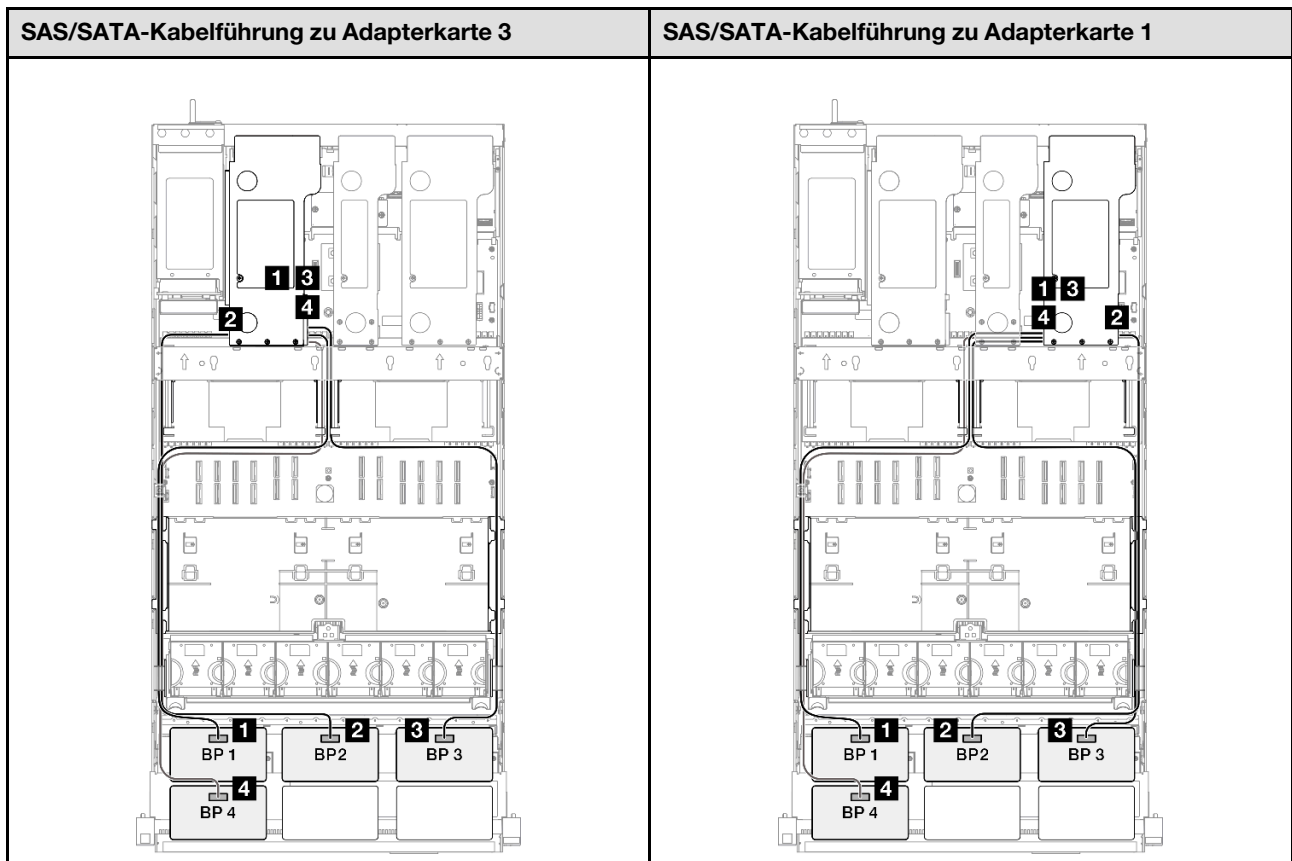 SAS/SATA-Kabelführung zu Adapterkarte 3
SAS/SATA-Kabelführung zu Adapterkarte 1
1 3
4
2
1 2 3
BP 1 BP2 BP 3
4
BP 4
1 3
4 2
1 2 3
BP 1 BP2 BP 3
4
BP 4